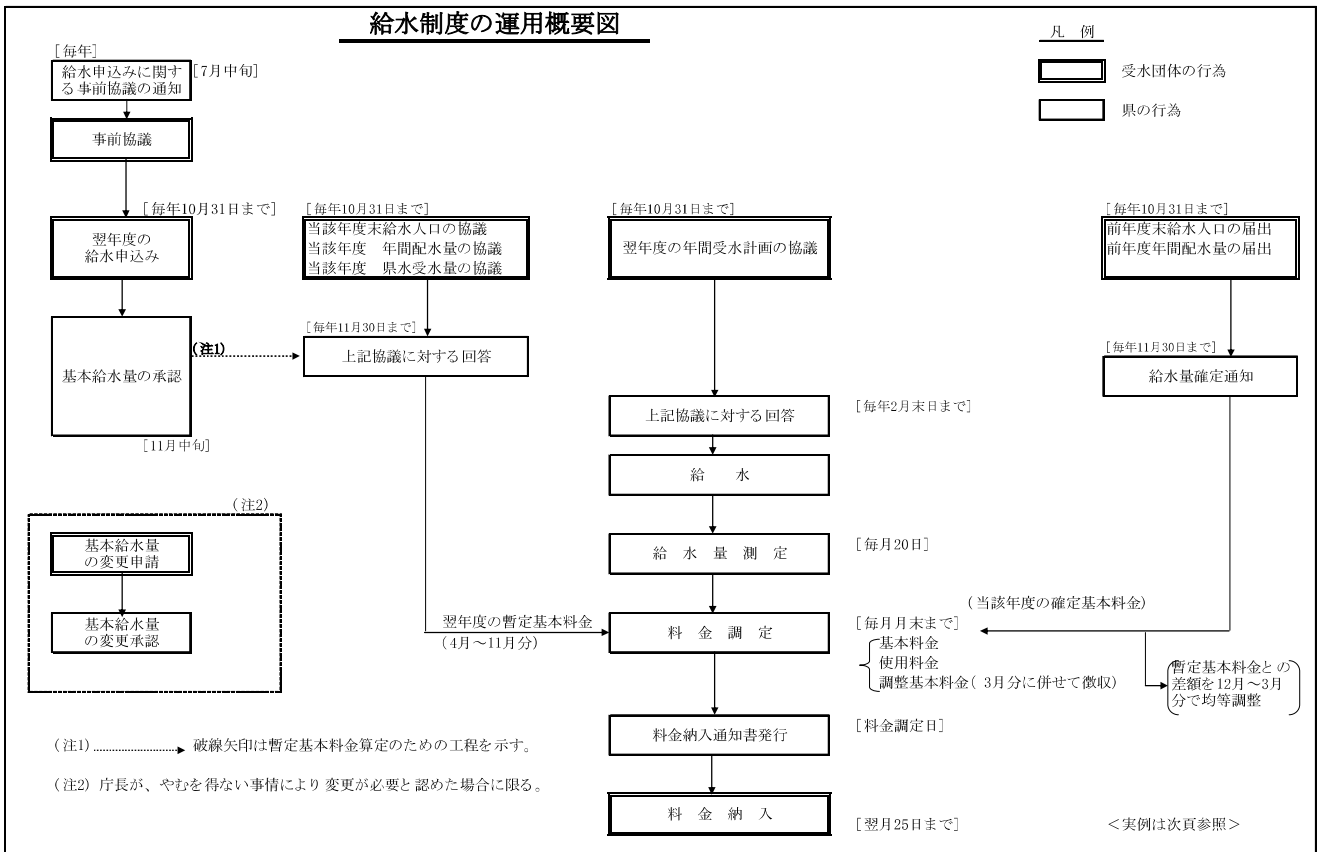 給水制度の運用概要図
凡　例
受水団体の行為
県の行為
[毎年]
給水申込みに関す
る事前協議の通知
[7月中旬]
事前協議
[毎年10月31日まで]
翌年度の
給水申込み
基本給水量の承認
(注1)
[11月中旬]
[毎年10月31日まで]
当該年度末給水人口の協議
当該年度　年間配水量の協議
当該年度　県水受水量の協議
[毎年11月30日まで]
上記協議に対する回答
[毎年10月31日まで]
翌年度の年間受水計画の協議
上記協議に対する回答
[毎年2月末日まで]
給　水
給　水　量　測　定
[毎月20日]
翌年度の暫定基本料金
(4月～11月分)
料　金　調　定
[毎月月末まで]
基本料金
使用料金
調整基本料金(3月分に併せて徴収)
料金納入通知書発行
[料金調定日]
料　金　納　入
[翌月25日まで]
[毎年10月31日まで]
前年度末給水人口の届出
前年度年間配水量の届出
[毎年11月30日まで]
給水量確定通知
(当該年度の確定基本料金)
暫定基本料金との
差額を12月～3月
分で均等調整
(注2)
基本給水量
の変更申請
基本給水量
の変更承認
(注1) 破線矢印は暫定基本料金算定のための工程を示す。
(注2) 庁長が、やむを得ない事情により変更が必要と認めた場合に限る。
＜実例は次頁参照＞